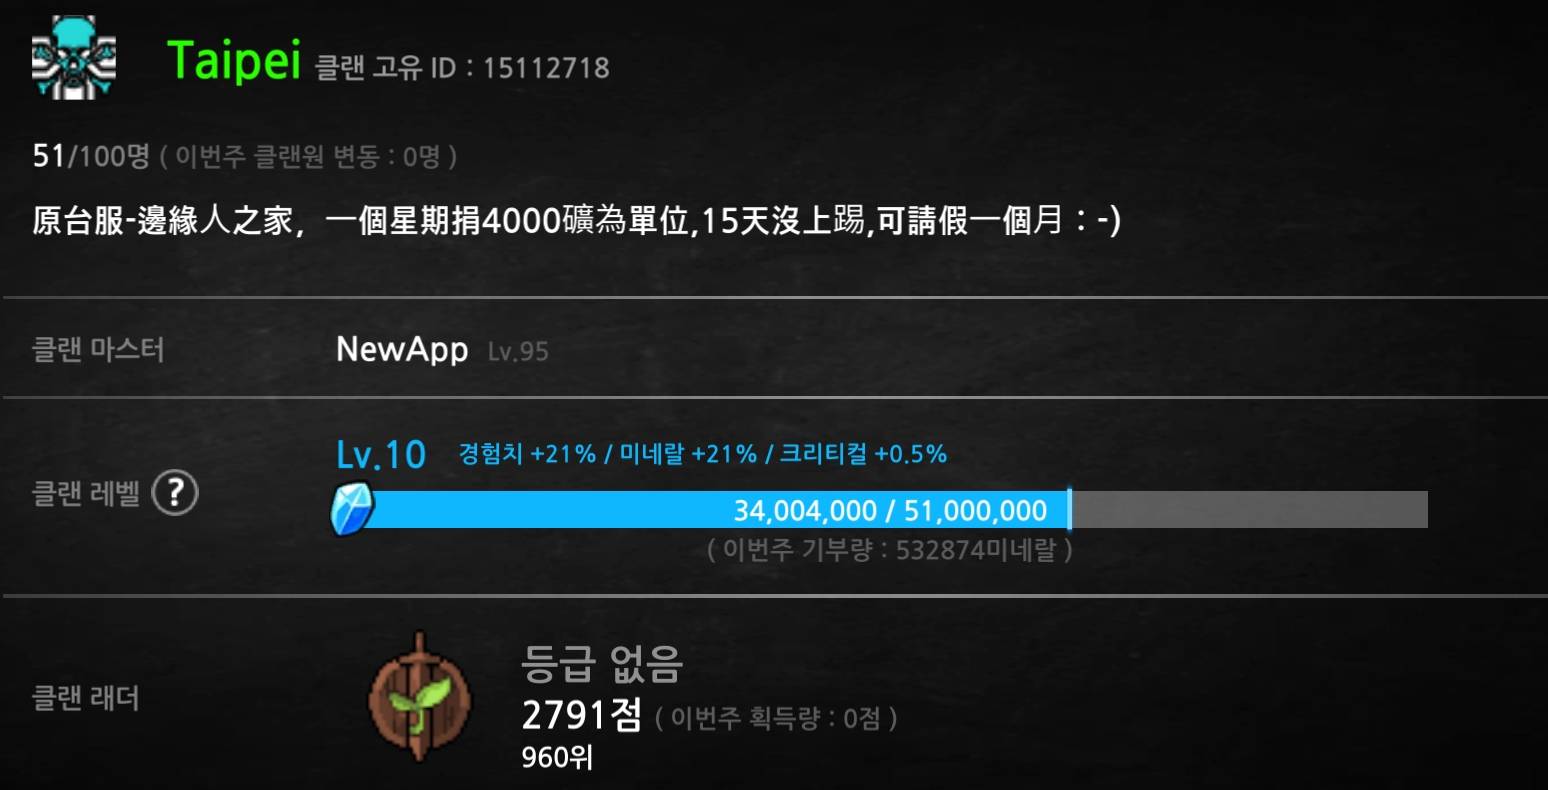 Taipei 클랜 고유 ID : 15112718
51/100명 ( 이번주 클랜원 변동 : 0명 )
原台服-邊緣人之家，一個星期捐4000礦為單位,15天沒上踢,可請假一個月：-)
클랜 마스터 NewApp Lv.95
Lv.10 경험치 +21% / 미네랄 +21% / 크리티컬 +0.5%
클랜 레벨 ?
34,004,000 / 51,000,000
( 이번주 기부량 : 532874미네랄 )
등급 없음
클랜 래더
2791점 ( 이번주 획득량 : 0점 )
960위